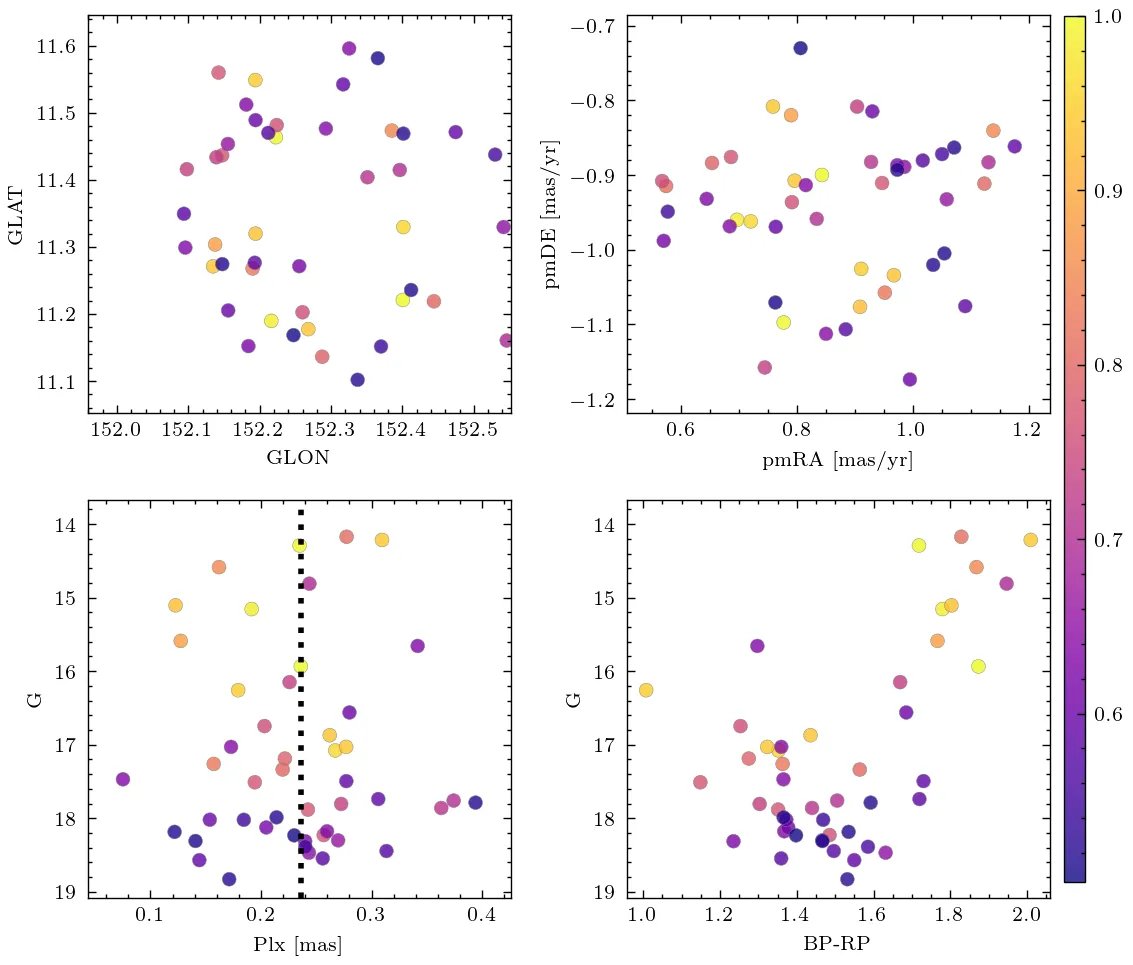 11.6
11.5
11.4
11.3
11.2
11.1
GLAT
152.0 152.1 152.2 152.3 152.4 152.5
GLON
−0.7
−0.8
−0.9
−1.0
−1.1
−1.2
pmDE [mas/yr]
0.6 0.8 1.0 1.2
pmRA [mas/yr]
1.0
0.9
0.8
0.7
0.6
14
15
16
17
18
19
G
0.1 0.2 0.3 0.4
Plx [mas]
14
15
16
17
18
19
G
1.0 1.2 1.4 1.6 1.8 2.0
BP-RP